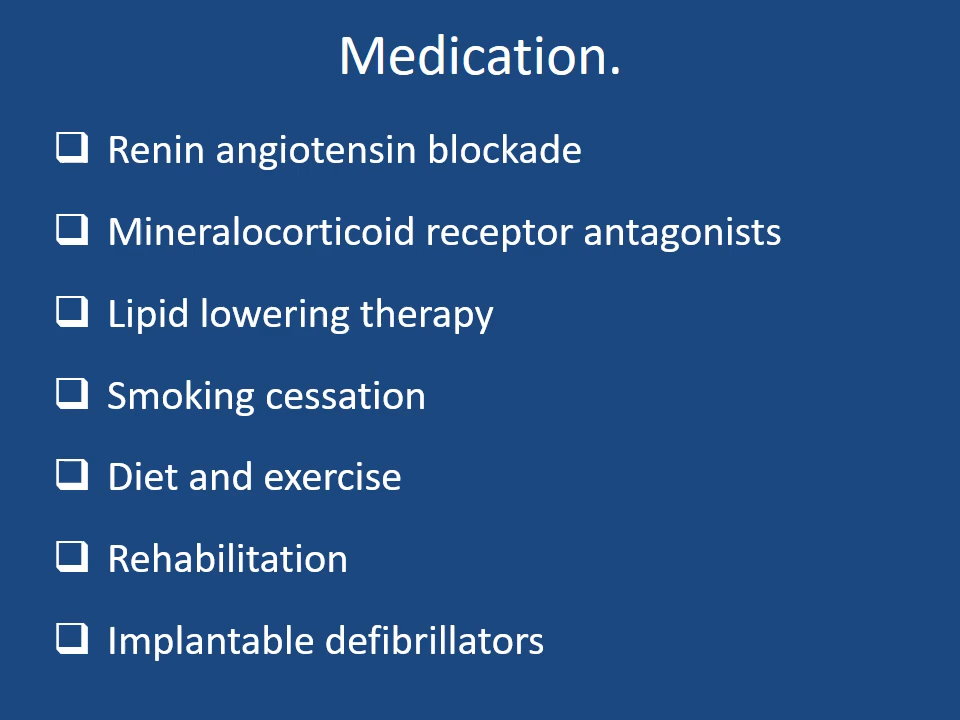 Medication.
❑ Renin angiotensin blockade
❑ Mineralocorticoid receptor antagonists
❑ Lipid lowering therapy
❑ Smoking cessation
❑ Diet and exercise
❑ Rehabilitation
❑ Implantable defibrillators